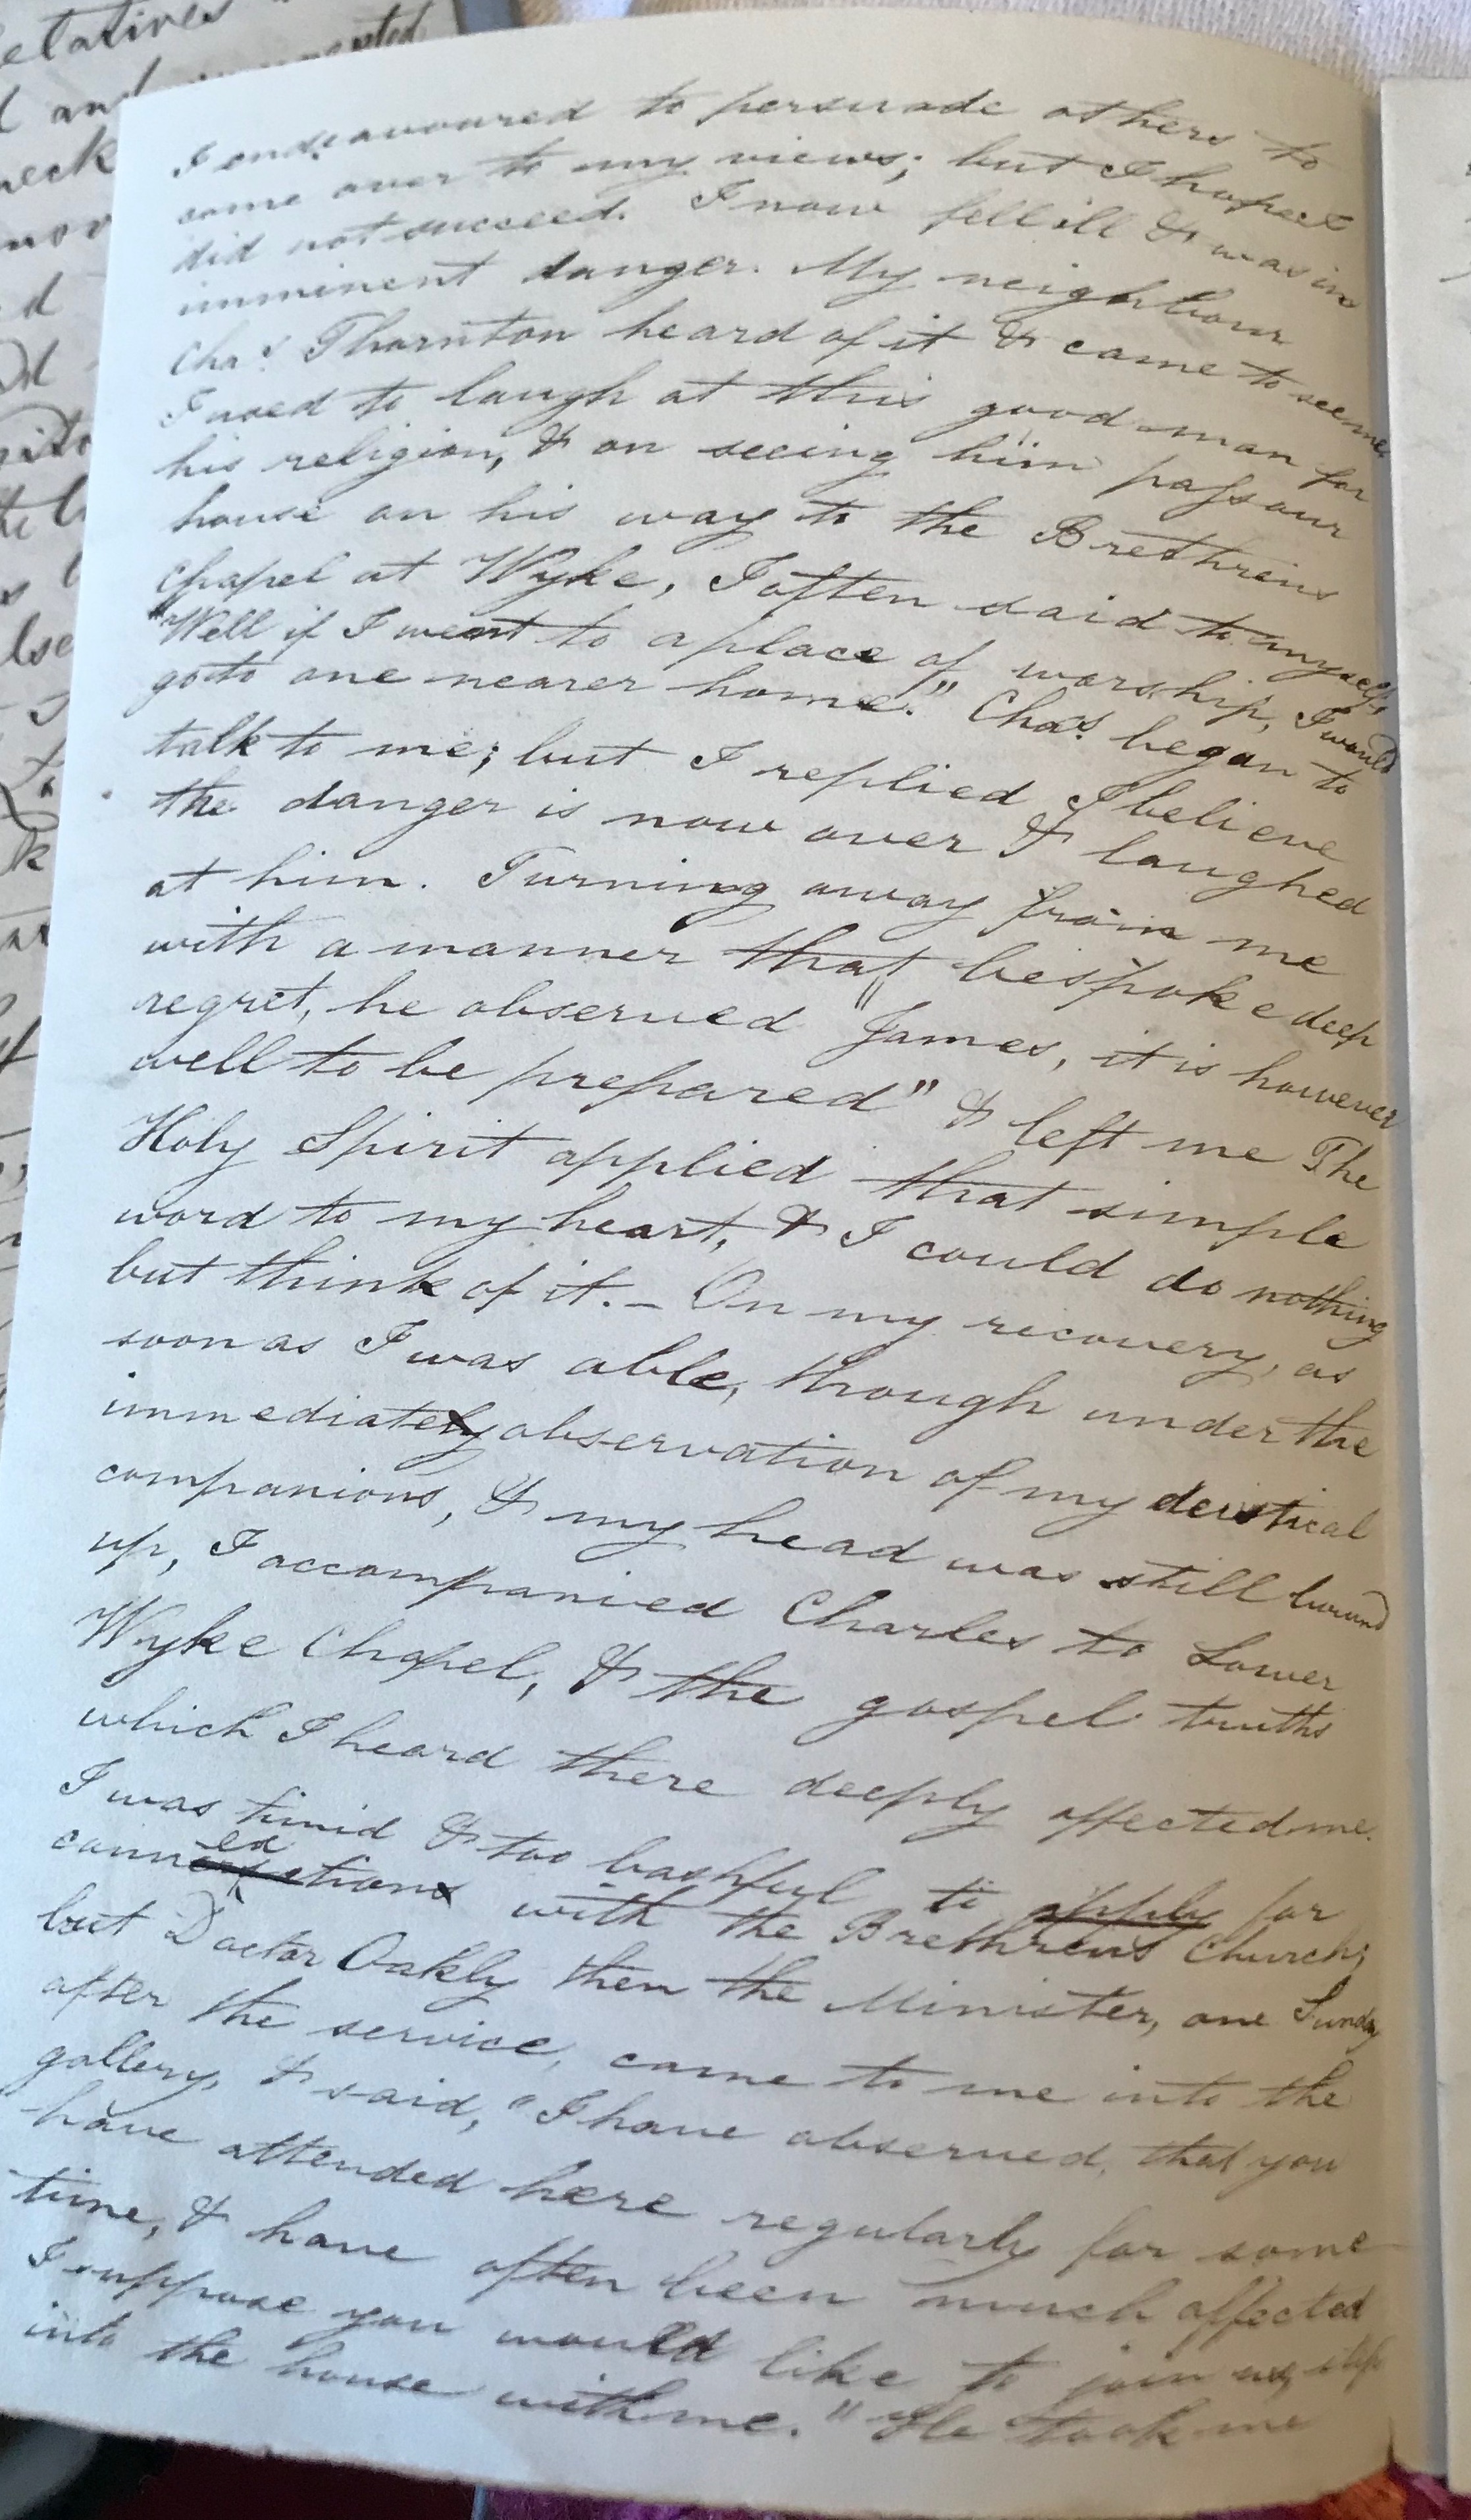 I endeavoured to persuade others to
come over to my views; but I hope I
did not succeed. I now fell ill & was in
imminent danger. My neighbour
Chas. Thornton heard of it & came to see me.
I used to laugh at this good man for
his religion, & on seeing him pass our
house on his way to the Brethrens
Chapel at Wyke, I often said to myself,
"Well if I went to a place of worship, I would
go to one nearer home." Chas. began to
talk to me; but I replied I believe
the danger is now over & laughed
at him. Turning away from me
with a manner that bespoke deep
regret, he observed "James, it is however
well to be prepared" & left me The
Holy Spirit applied that simple
word to my heart, & I could do nothing
but think of it. – On my recovery, as
soon as I was able, through under the
immediately observation of my deistical
companions, & my head was still bound
up, I accompanied Charles to Lower
Wyke Chapel, & the gospel truths
which I heard there deeply affected me.
I was timid & too bashful to apply for
connextion with the Brethrens Church;
but Doctor Oakly then the Minister, one Sunday
after the service, came to me into the
gallery, & said, "I have observed, that you
have attended here regularly for some
time, & have often been much affected
I suppose you would like to join us, step
into the house with me." He took me
letatives
and
neck